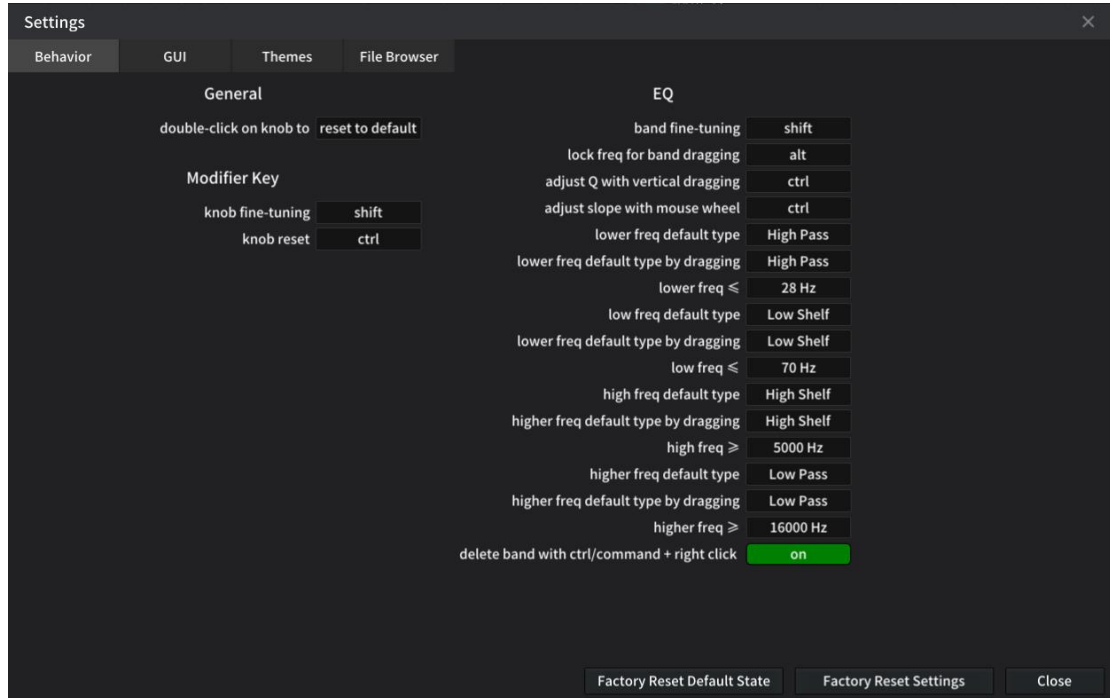 Settings
Behavior GUI Themes File Browser
General
double-click on knob to reset to default
Modifier Key
knob fine-tuning shift
knob reset ctrl
EQ
band fine-tuning shift
lock freq for band dragging alt
adjust Q with vertical dragging ctrl
adjust slope with mouse wheel ctrl
lower freq default type High Pass
lower freq default type by dragging High Pass
lower freq ⩽ 28 Hz
low freq default type Low Shelf
lower freq default type by dragging Low Shelf
low freq ⩽ 70 Hz
high freq default type High Shelf
higher freq default type by dragging High Shelf
high freq ⩾ 5000 Hz
higher freq default type Low Pass
higher freq default type by dragging Low Pass
higher freq ⩾ 16000 Hz
delete band with ctrl/command + right click on
Factory Reset Default State Factory Reset Settings Close